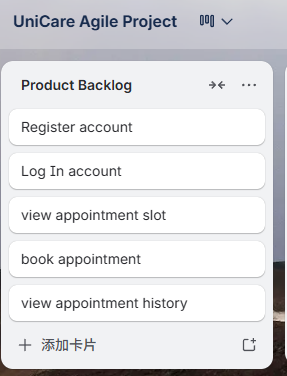 UniCare Agile Project
Product Backlog
Register account
Log In account
view appointment slot
book appointment
view appointment history
添加卡片